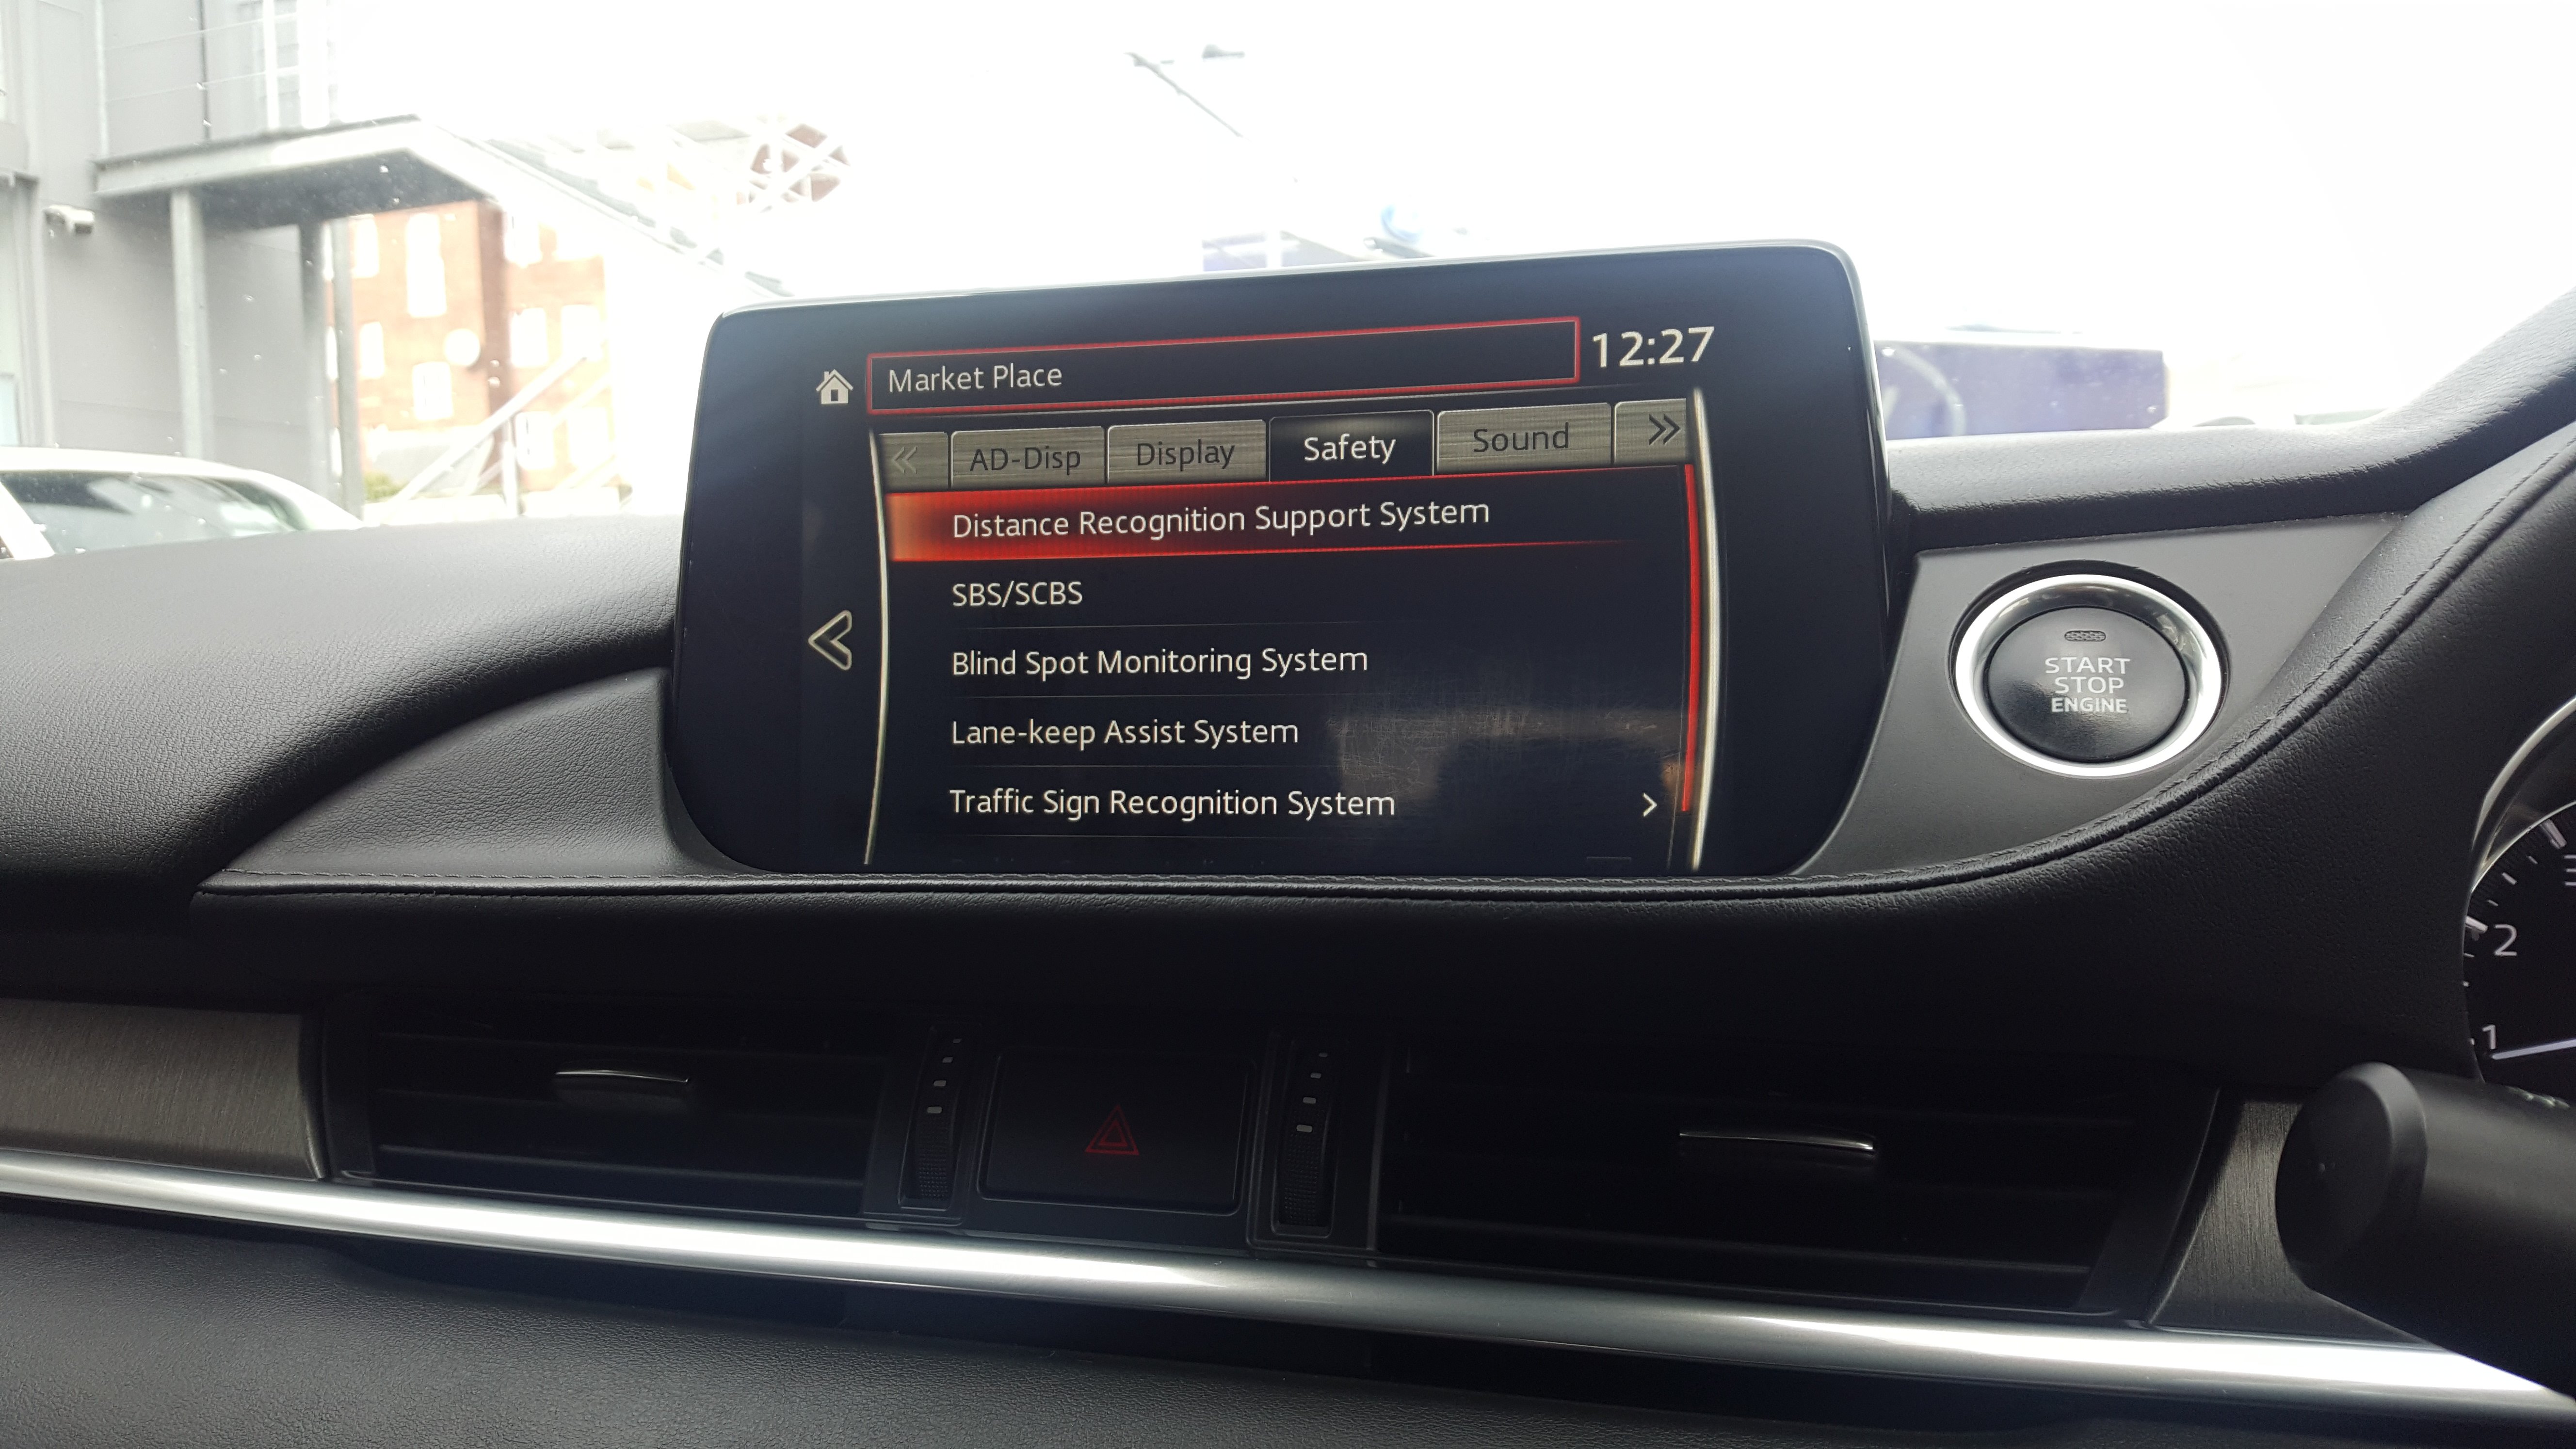 Market Place
12:27
AD-Disp
Display
Safety
Sound
Distance Recognition Support System
SBS/SCBS
Blind Spot Monitoring System
Lane-keep Assist System
Traffic Sign Recognition System
START
STOP
ENGINE
2
1